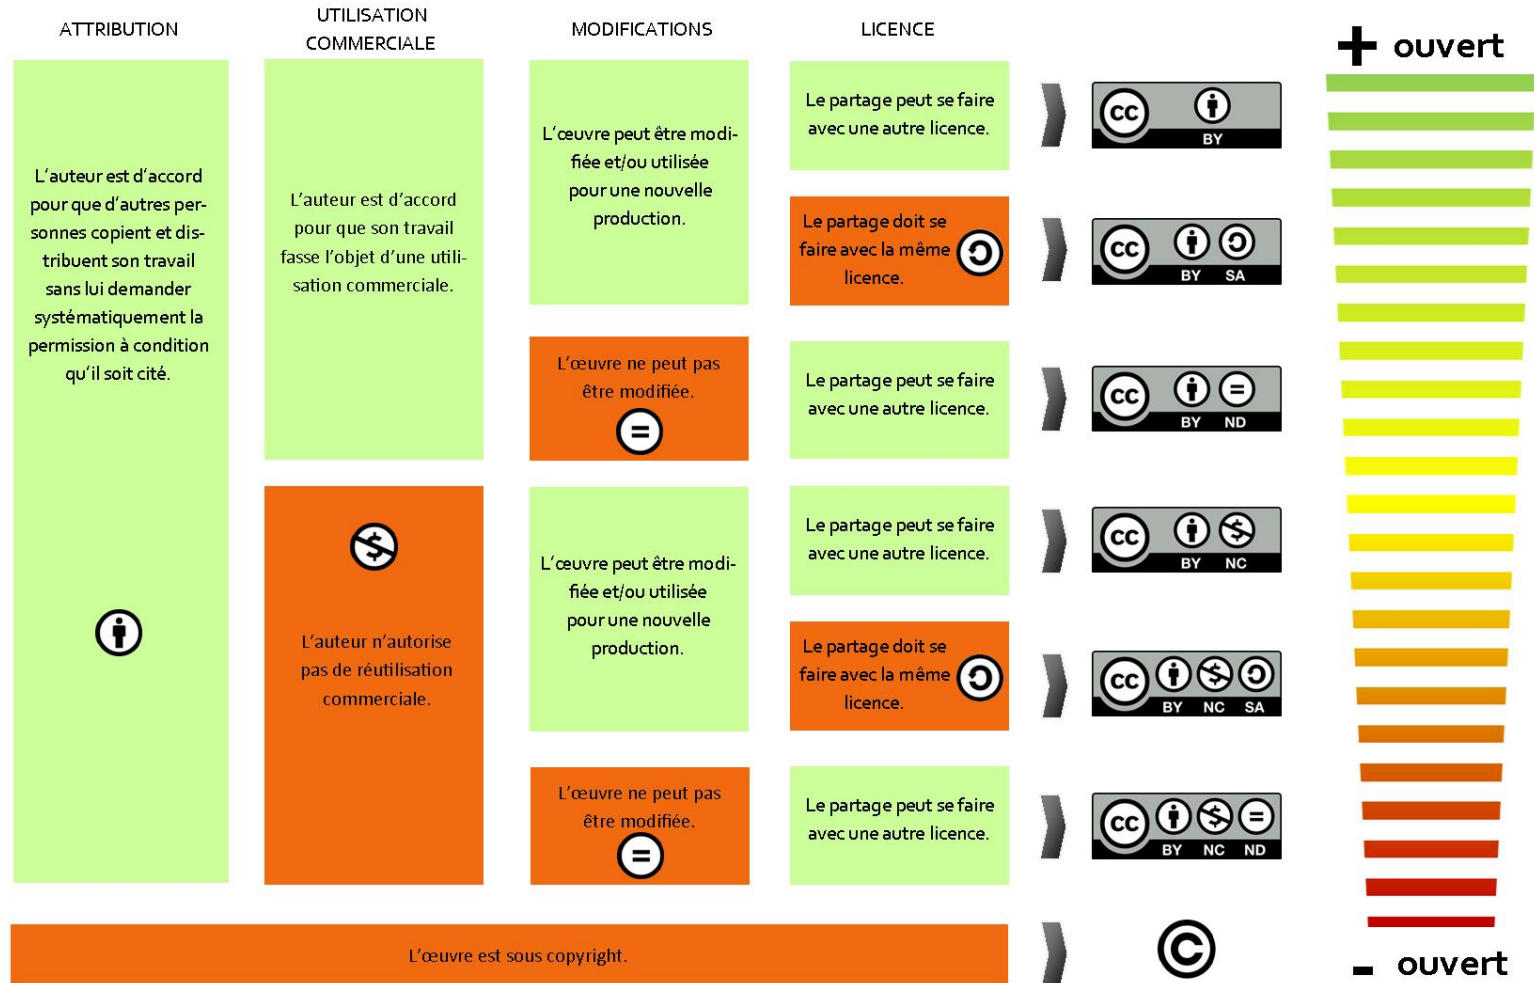 ATTRIBUTION
UTILISATION
COMMERCIALE
MODIFICATIONS
LICENCE
+ ouvert
L'auteur est d'accord
pour que d'autres per-
sonnes copient et dis-
tribuent son travail
sans lui demander
systématiquement la
permission à condition
qu'il soit cité.
L'auteur est d'accord
pour que son travail
fasse l'objet d'une utili-
sation commerciale.
L'œuvre peut être modi-
fiée et/ou utilisée
pour une nouvelle
production.
Le partage peut se faire
avec une autre licence.
cc
BY
Le partage doit se
faire avec la même
licence.
cc
BY SA
L'œuvre ne peut pas
être modifiée.
=
Le partage peut se faire
avec une autre licence.
cc =
BY ND
$
L'auteur n'autorise
pas de réutilisation
commerciale.
L'œuvre peut être modi-
fiée et/ou utilisée
pour une nouvelle
production.
Le partage peut se faire
avec une autre licence.
cc $
BY NC
Le partage doit se
faire avec la même
licence.
cc $
BY NC SA
L'œuvre ne peut pas
être modifiée.
=
Le partage peut se faire
avec une autre licence.
cc $ =
BY NC ND
L'œuvre est sous copyright.
©
- ouvert